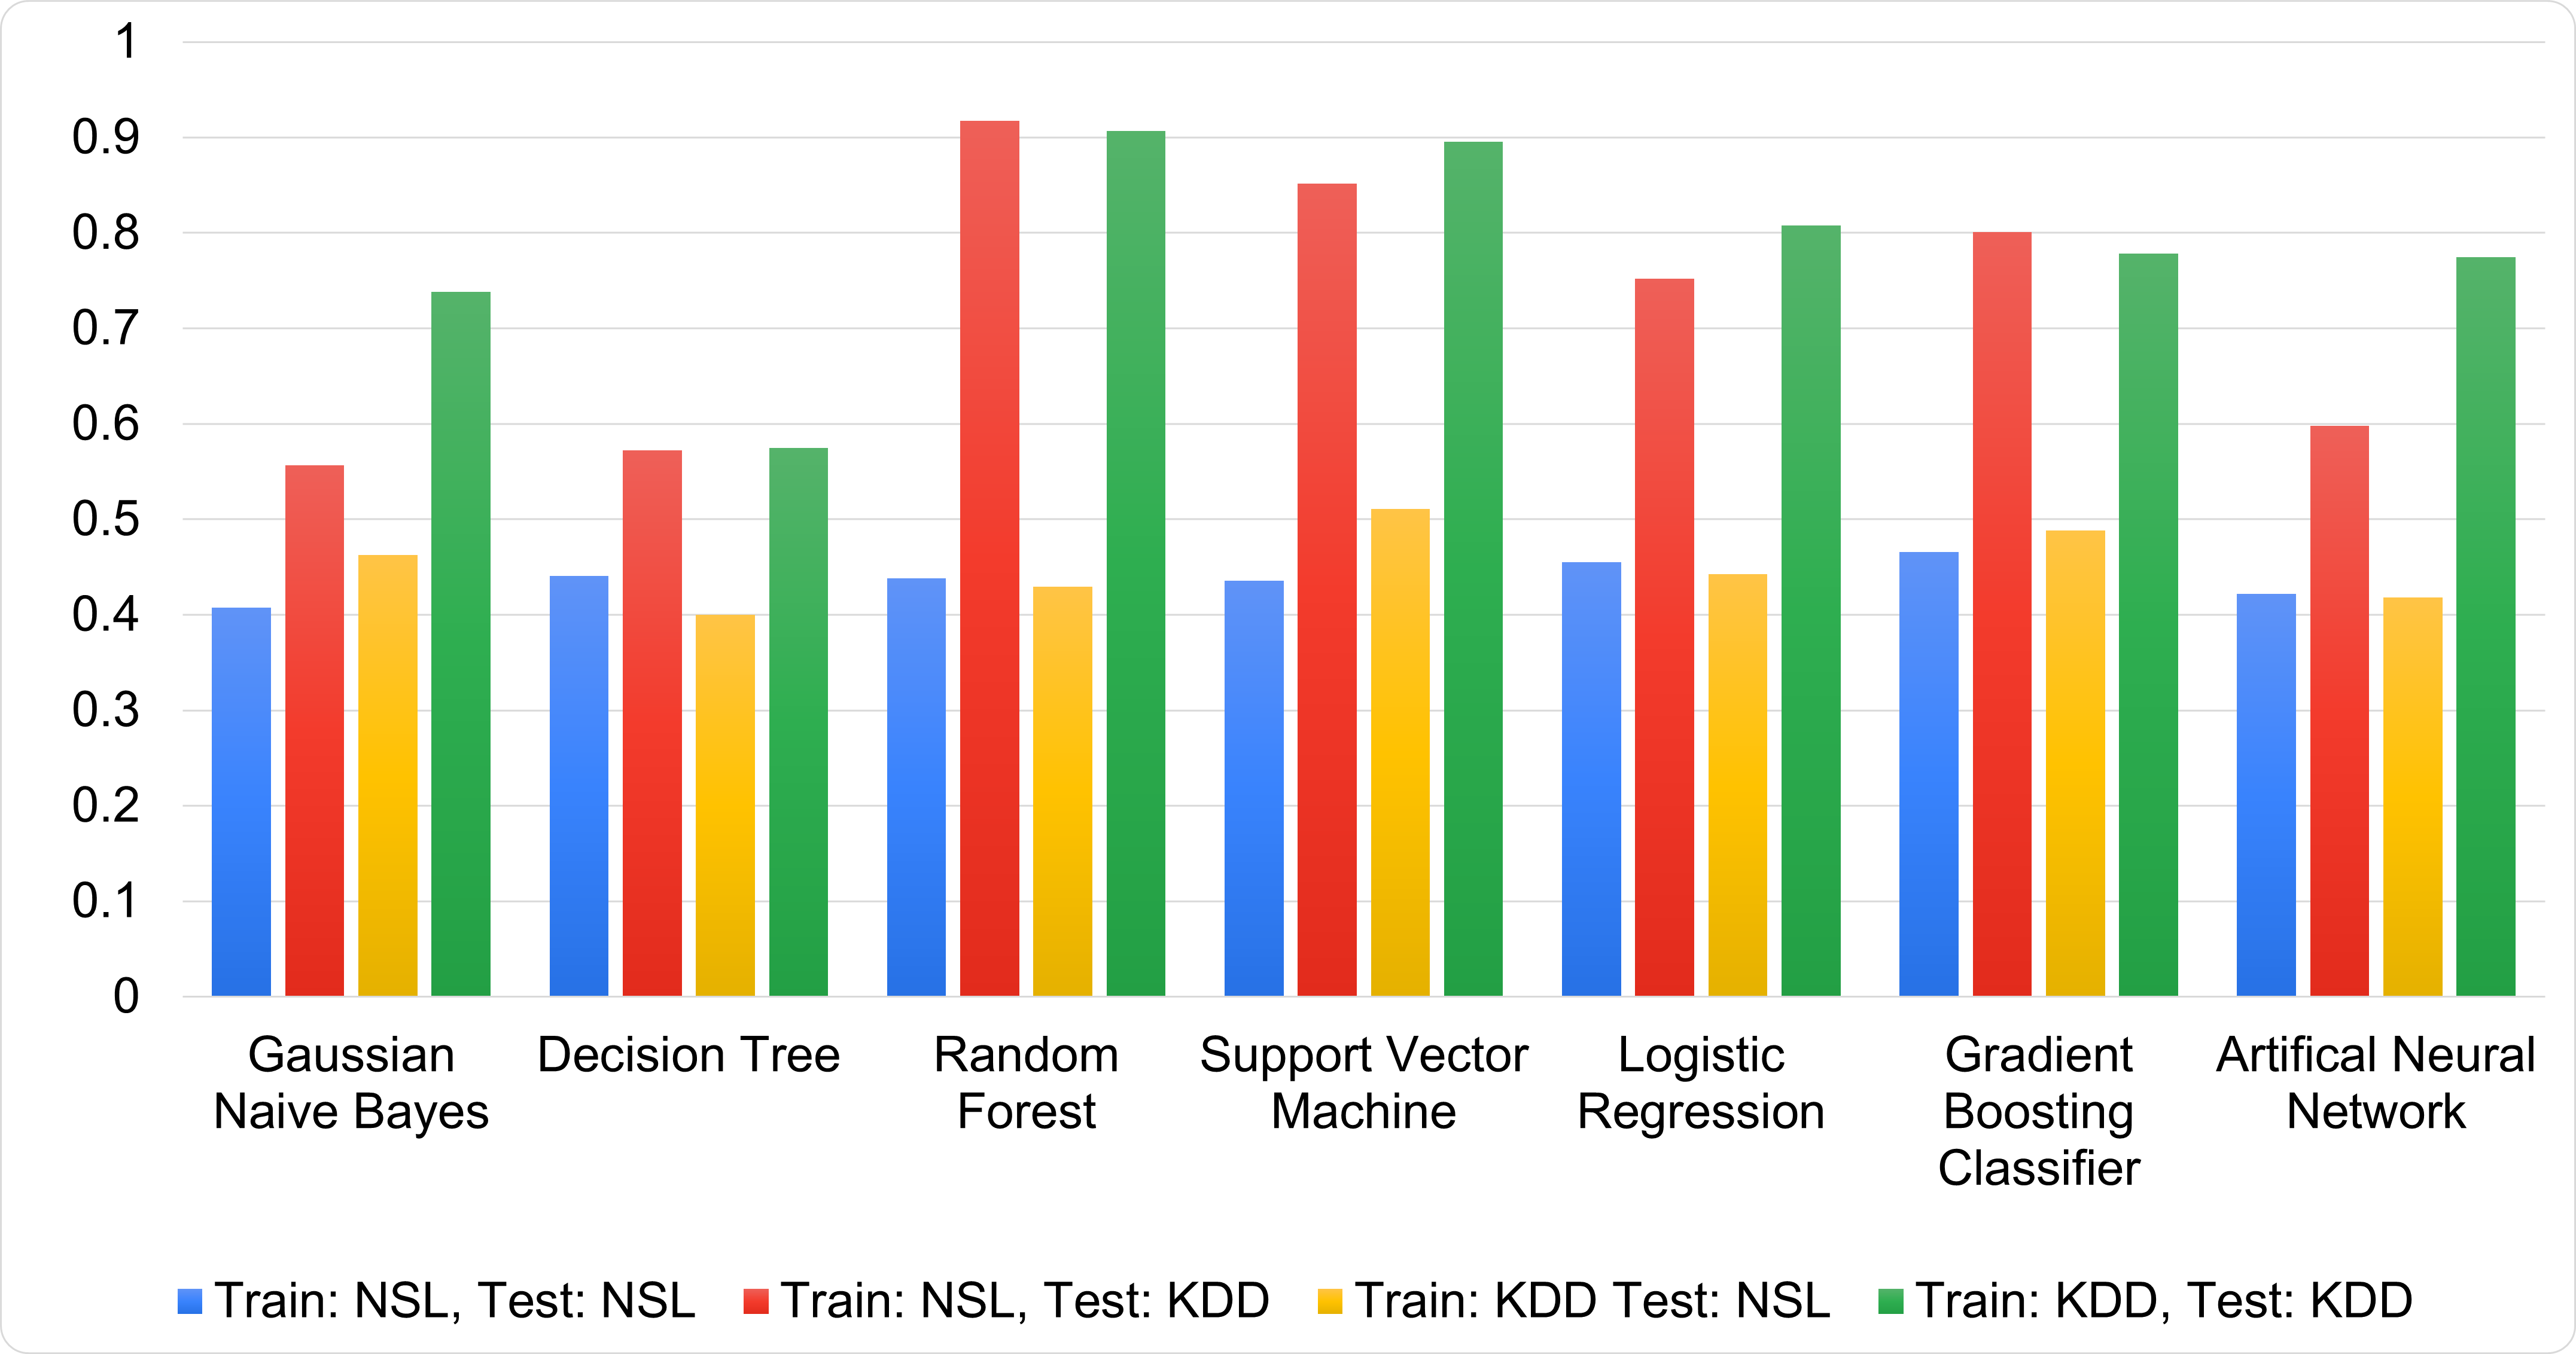 1
0.9
0.8
0.7
0.6
0.5
0.4
0.3
0.2
0.1
0
Gaussian
Naive Bayes
Decision Tree
Random
Forest
Support Vector
Machine
Logistic
Regression
Gradient
Boosting
Classifier
Artifical Neural
Network
Train: NSL, Test: NSL
Train: NSL, Test: KDD
Train: KDD Test: NSL
Train: KDD, Test: KDD